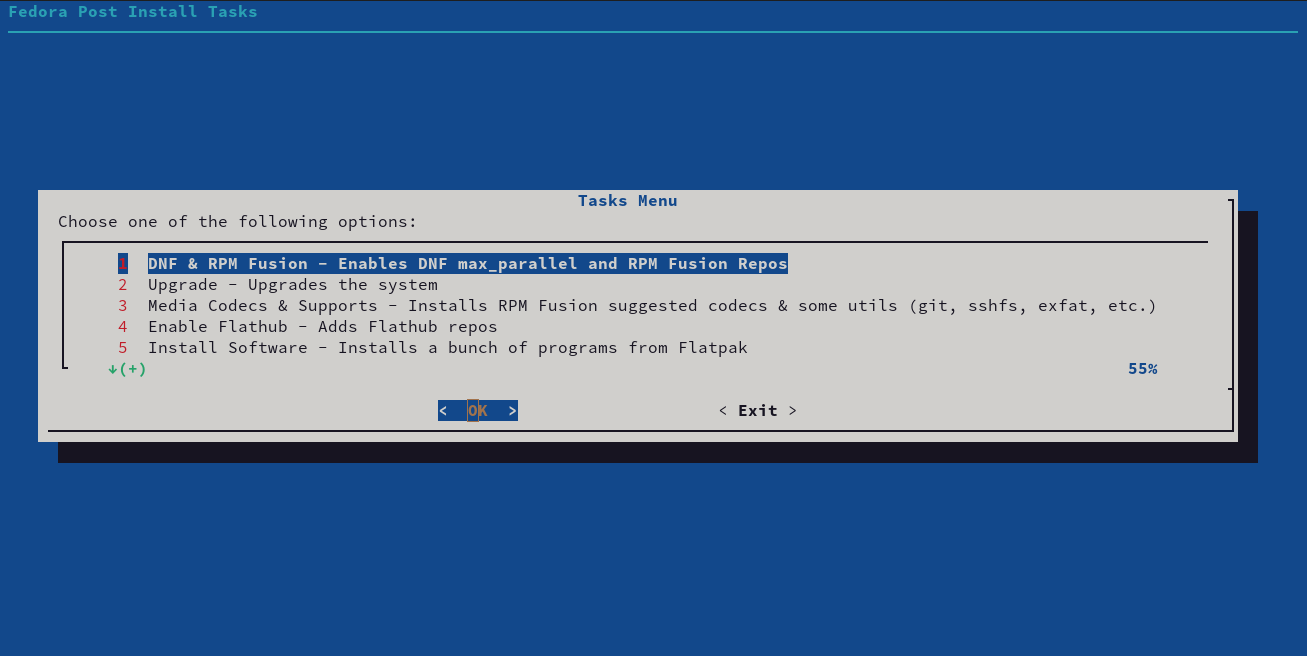 Fedora Post Install Tasks
Tasks Menu
Choose one of the following options:
1 DNF & RPM Fusion - Enables DNF max_parallel and RPM Fusion Repos
2 Upgrade - Upgrades the system
3 Media Codecs & Supports - Installs RPM Fusion suggested codecs & some utils (git, sshfs, exfat, etc.)
4 Enable Flathub - Adds Flathub repos
5 Install Software - Installs a bunch of programs from Flatpak
↓(+) 55%
< OK > < Exit >